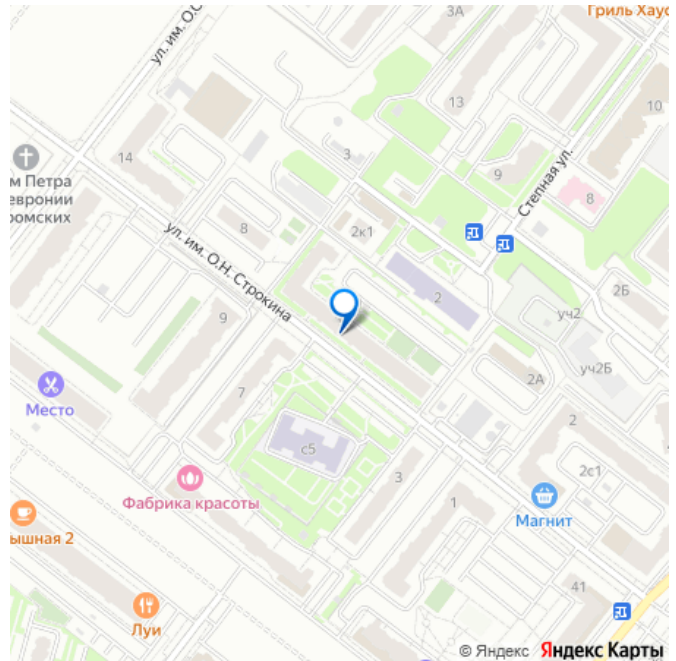 3А
Гриль Хаус
ул. им. О.С
13
10
14
3
9
Степная ул.
8
м Петра
евронии
ромских
8
2к1
ул. им. О.Н. Строкина
2
2Б
уч2
9
уч2Б
2А
7
Место
2
с5
3
2с1
1
Фабрика красоты
Магнит
ышная 2
41
Луи
© Яндекс Яндекс Карты